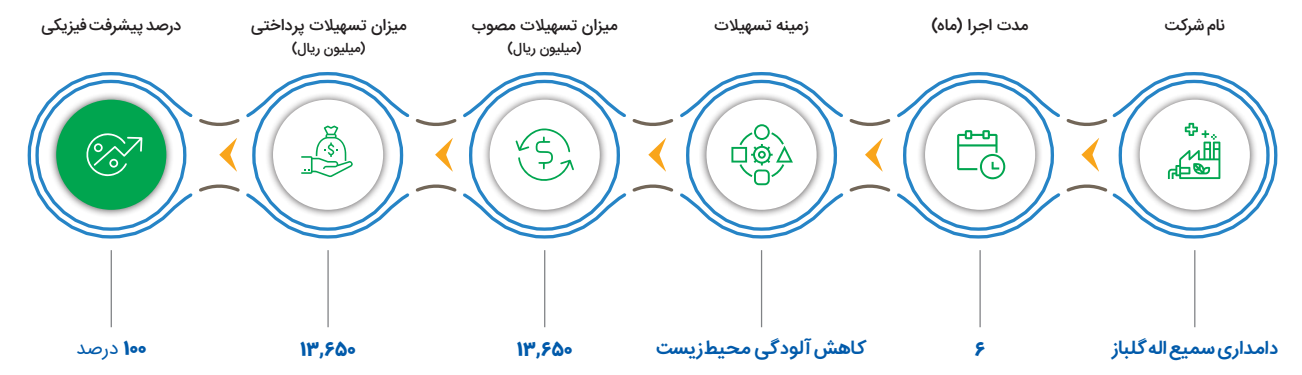 نام شرکت
مدت اجرا (ماه)
زمینه تسهیلات
میزان تسهیلات مصوب
(میلیون ریال)
میزان تسهیلات پرداختی
(میلیون ریال)
درصد پیشرفت فیزیکی
دامداری سمیع اله گلباز
۶
کاهش آلودگی محیط‌زیست
۱۳,۶۵۰
۱۳,۶۵۰
۱۰۰ درصد